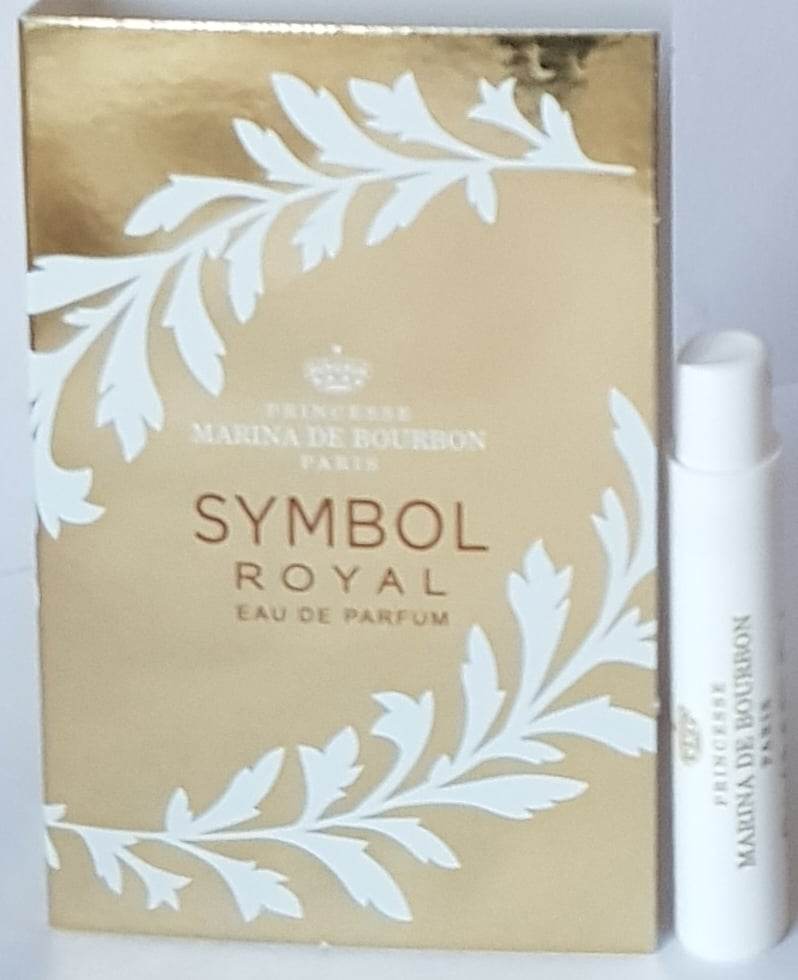 PRINCESSE
MARINA DE BOURBON
PARIS
SYMBOL
ROYAL
EAU DE PARFUM
PRINCESSE
MARINA DE BOURBON
PARIS